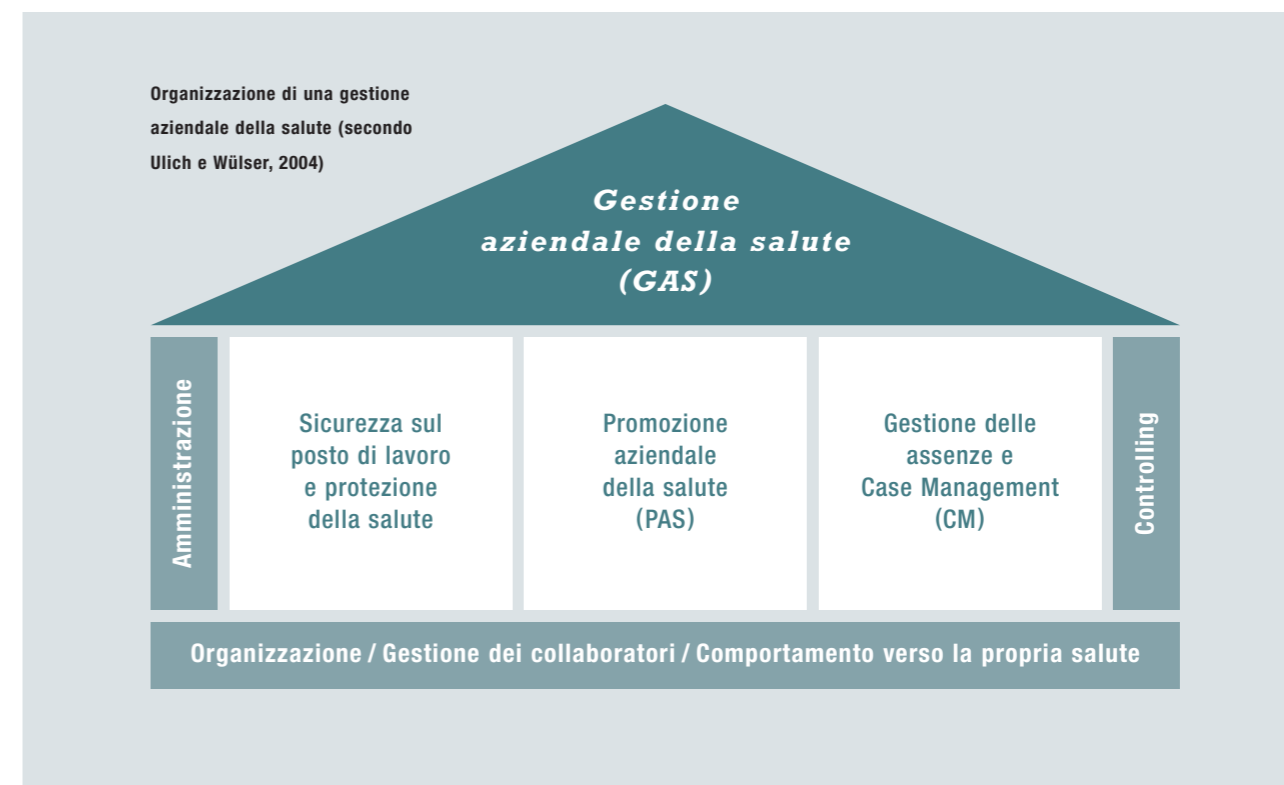 Organizzazione di una gestione
aziendale della salute (secondo
Ulich e Wülser, 2004)
Gestione
aziendale della salute
(GAS)
Amministrazione
Sicurezza sul
posto di lavoro
e protezione
della salute
Promozione
aziendale
della salute
(PAS)
Gestione delle
assenze e
Case Management
(CM)
Controlling
Organizzazione / Gestione dei collaboratori / Comportamento verso la propria salute